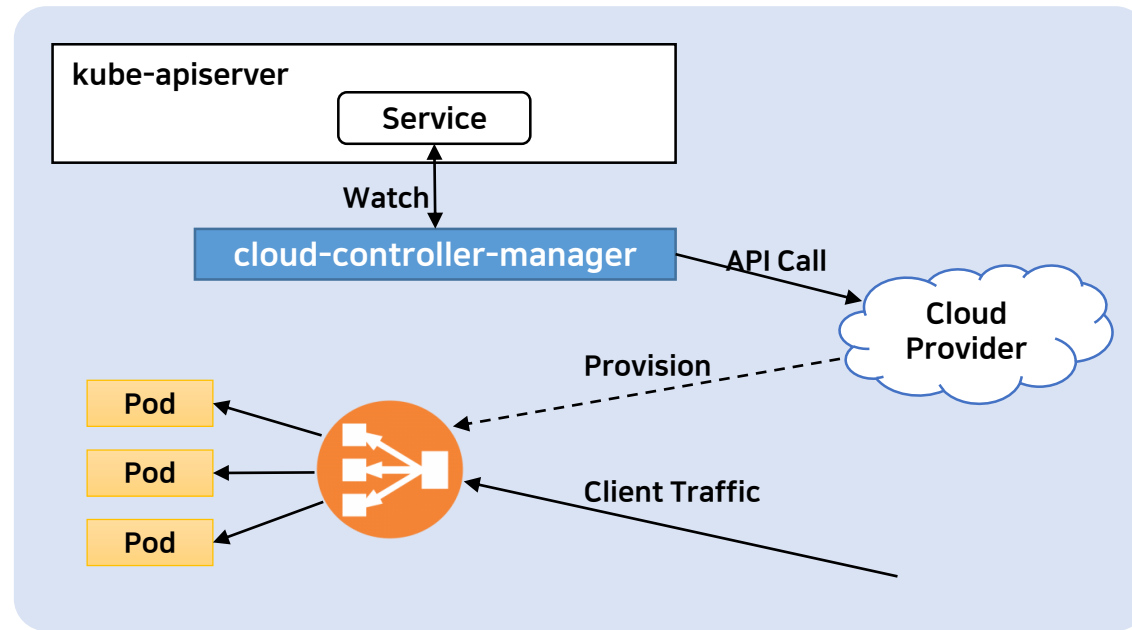 kube-apiserver
Service
Watch
cloud-controller-manager
API Call
Cloud
Provider
Provision
Pod
Pod
Client Traffic
Pod